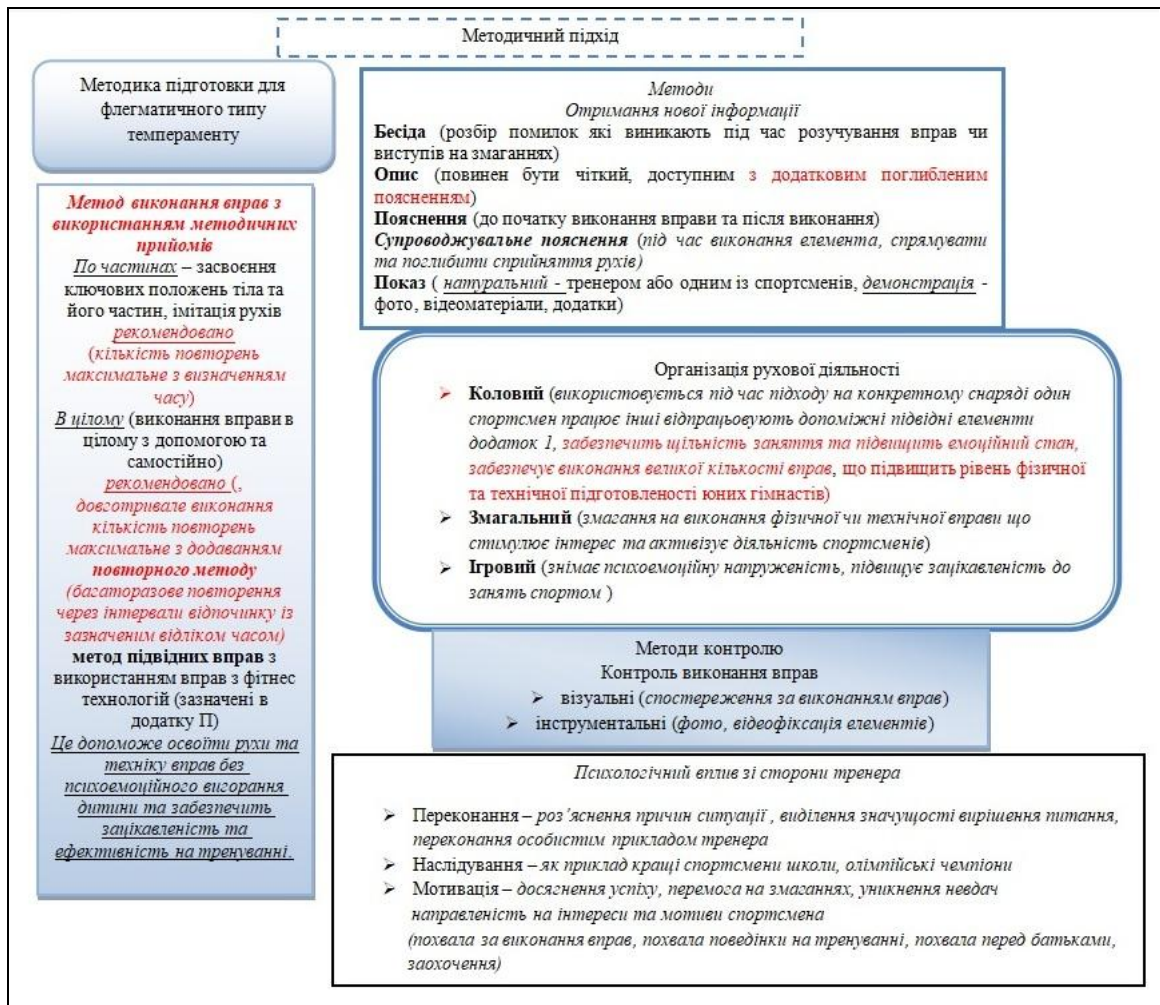 Методичний підхід
Методика підготовки для
флегматичного типу
темпераменту
Метод виконання вправ з
використанням методичних
прийомів
По частинах – засвоєння
ключових положень тіла та
його частин, імітація рухів
рекомендовано
(кількість повторень
максимальне з визначенням
часу)
В цілому (виконання вправи в
цілому з допомогою та
самостійно)
рекомендовано (,
довготривале виконання
кількість повторень
максимальне з додаванням
повторного методу
(багаторазове повторення
через інтервали відпочинку із
зазначеним відліком часом)
метод підвідних вправ з
використанням вправ з фітнес
технологій (зазначені в
додатку П)
Це допоможе освоїти рухи та
техніку вправ без
психоемоційного вигорання
дитини та забезпечить
зацікавленість та
ефективність на тренуванні.
Методи
Отримання нової інформації
Бесіда (розбір помилок які виникають під час розучування вправ чи
виступів на змаганнях)
Опис (повинен бути чіткий, доступним з додатковим поглибленим
поясненням)
Пояснення (до початку виконання вправи та після виконання)
Супроводжувальне пояснення (під час виконання елемента, спрямувати
та поглибити сприйняття рухів)
Показ ( натуральний - тренером або одним із спортсменів, демонстрація -
фото, відеоматеріали, додатки)
Організація рухової діяльності
➤ Коловий (використовується під час підходу на конкретному снаряді один
спортсмен працює інші відпрацьовують допоміжні підвідні елементи
додаток 1, забезпечить щільність заняття та підвищить емоційний стан,
забезпечує виконання великої кількості вправ, що підвищить рівень фізичної
та технічної підготовленості юних гімнастів)
➤ Змагальний (змагання на виконання фізичної чи технічної вправи що
стимулює інтерес та активізує діяльність спортсменів)
➤ Ігровий (знімає психоемоційну напруженість, підвищує зацікавленість до
занять спортом )
Методи контролю
Контроль виконання вправ
➤ візуальні (спостереження за виконанням вправ)
➤ інструментальні (фото, відеофіксація елементів)
Психологічний вплив зі сторони тренера
➤ Переконання – роз’яснення причин ситуації , виділення значущості вирішення питання,
переконання особистим прикладом тренера
➤ Наслідування – як приклад кращі спортсмени школи, олімпійські чемпіони
➤ Мотивація – досягнення успіху, перемога на змаганнях, уникнення невдач
направленість на інтереси та мотиви спортсмена
(похвала за виконання вправ, похвала поведінки на тренуванні, похвала перед батьками,
заохочення)